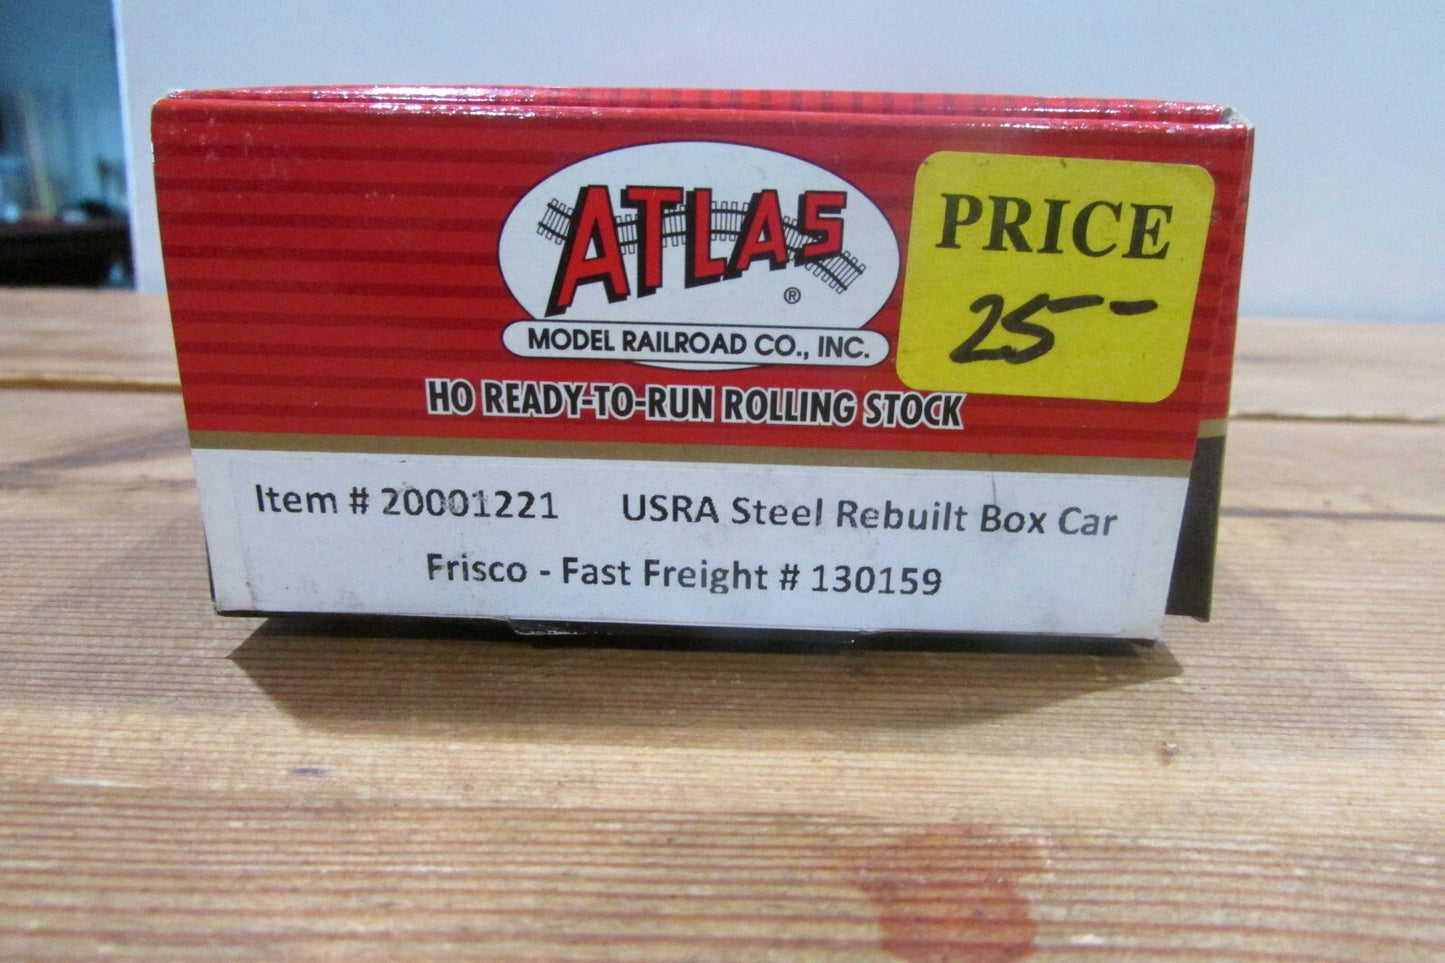 ATLAS ®
MODEL RAILROAD CO., INC.
HO READY-TO-RUN ROLLING STOCK
PRICE
25 --
Item # 20001221 USRA Steel Rebuilt Box Car
Frisco - Fast Freight # 130159